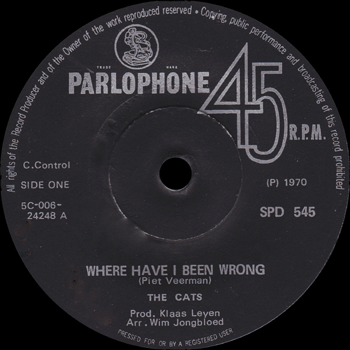 All rights of the Record Producer and of the Owner of the work reproduced reserved • Copying, public performance and broadcasting of this record prohibited
TRADE MARK
PARLOPHONE
45
R.P.M.
C.Control
SIDE ONE
5C-006-
24248 A
(P) 1970
SPD 545
WHERE HAVE I BEEN WRONG
(Piet Veerman)
THE CATS
Prod. Klaas Leyen
Arr. Wim Jongbloed
PRESSED FOR OR BY A REGISTERED USER